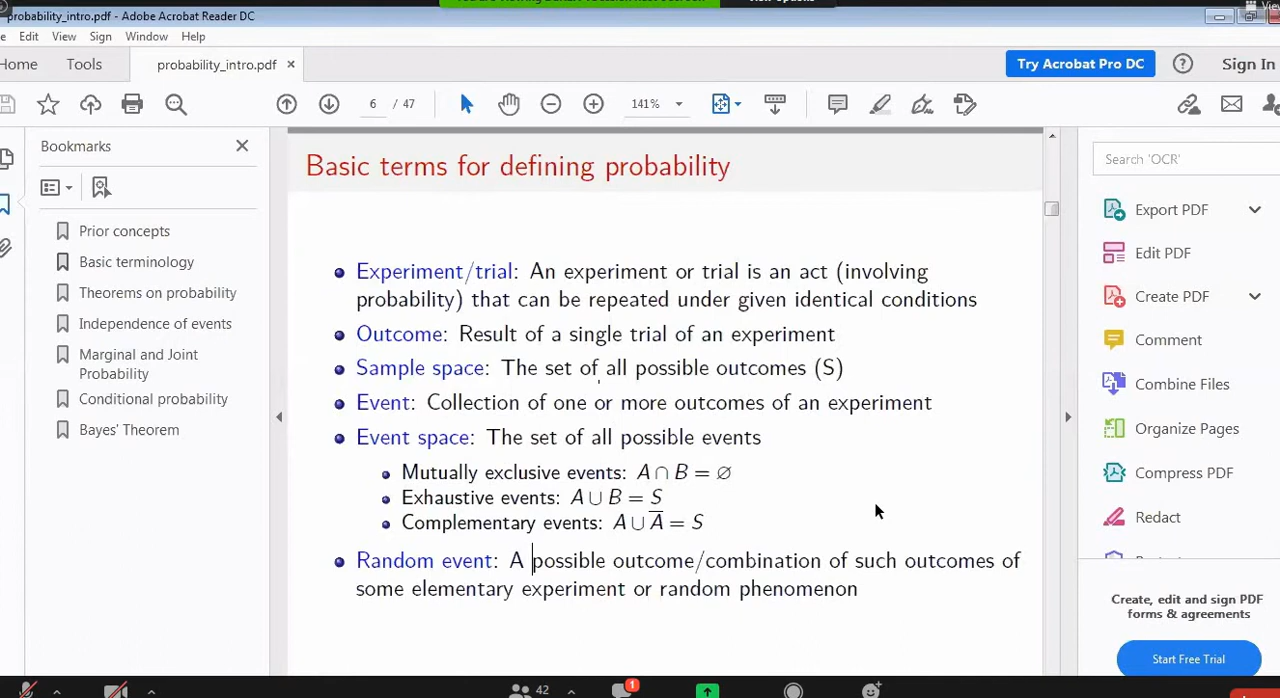 probability_intro.pdf - Adobe Acrobat Reader DC
Edit View Sign Window Help
Home Tools probability_intro.pdf × Try Acrobat Pro DC Sign In
6 / 47 141%
Bookmarks
Prior concepts
Basic terminology
Theorems on probability
Independence of events
Marginal and Joint
Probability
Conditional probability
Bayes' Theorem
Basic terms for defining probability
Experiment/trial: An experiment or trial is an act (involving
probability) that can be repeated under given identical conditions
Outcome: Result of a single trial of an experiment
Sample space: The set of all possible outcomes (S)
Event: Collection of one or more outcomes of an experiment
Event space: The set of all possible events
Mutually exclusive events: A ∩ B = ∅
Exhaustive events: A ∪ B = S
Complementary events: A ∪ A̅ = S
Random event: A possible outcome/combination of such outcomes of
some elementary experiment or random phenomenon
Search 'OCR'
Export PDF
Edit PDF
Create PDF
Comment
Combine Files
Organize Pages
Compress PDF
Redact
Create, edit and sign PDF
forms & agreements
Start Free Trial
42 1